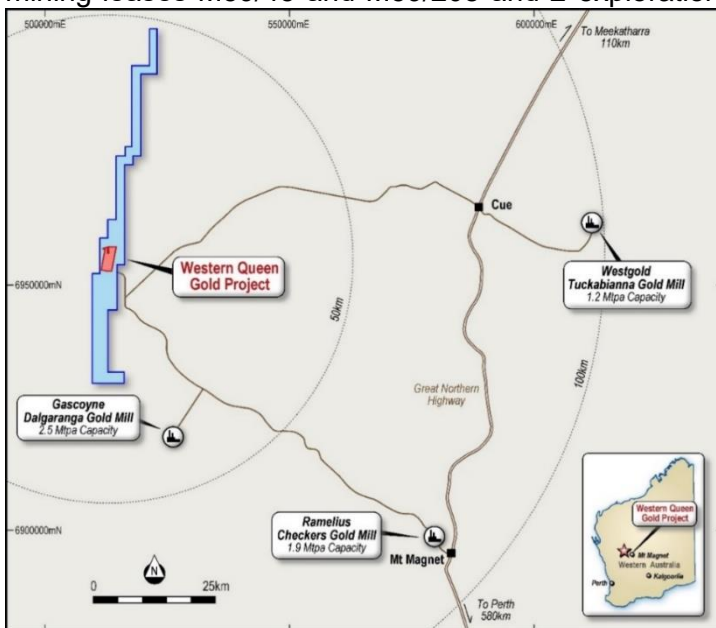 500000mE
550000mE
600000mE
To Meekatharra
110km
Cue
Westgold
Tuckabianna Gold Mill
1.2 Mtpa Capacity
Western Queen
Gold Project
6950000mN
50km
100km
Great Northern
Highway
Gascoyne
Dalgaranga Gold Mill
2.5 Mtpa Capacity
Ramelius
Checkers Gold Mill
1.9 Mtpa Capacity
6900000mN
Mt Magnet
N
0
25km
To Perth
580km
Western Queen
Gold Project
Mt Magnet
Western Australia
Perth
Kalgoorlie